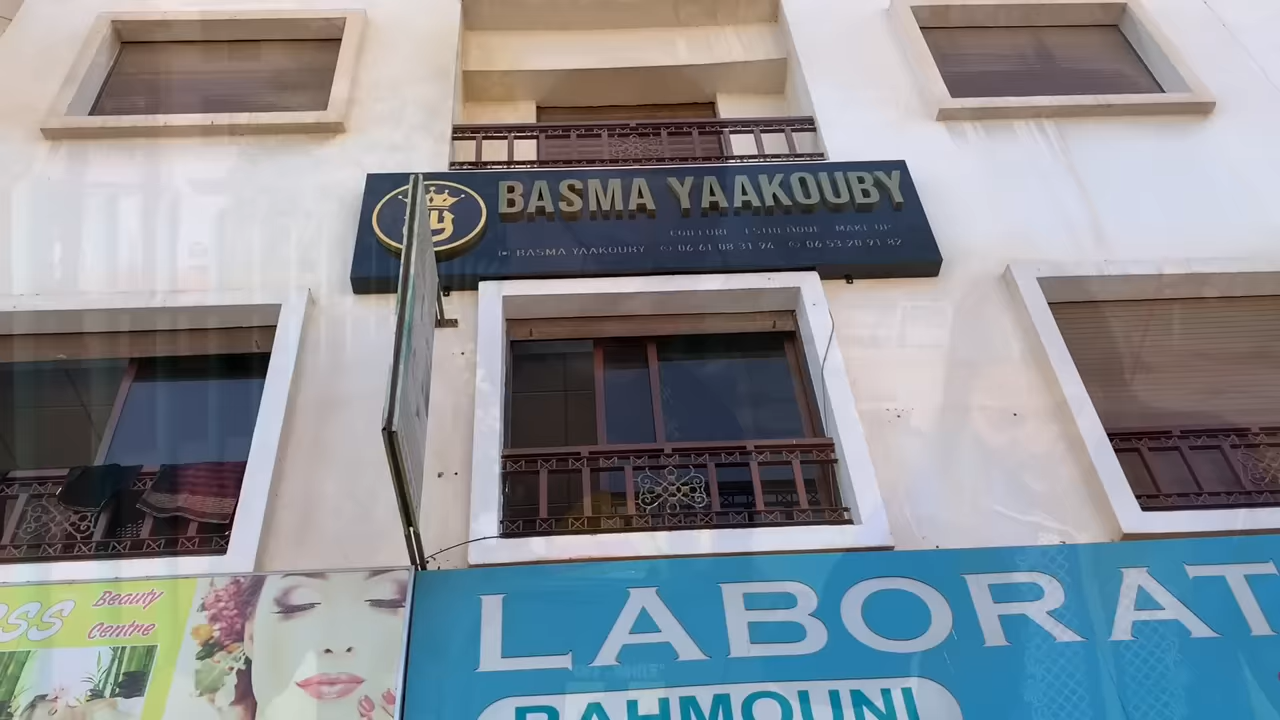 BASMA YAAKOUBY
y
COIFFURE ESTHETIQUE MAKE UP
BASMA YAAKOUBY 06 61 08 31 94 06 53 20 91 82
Beauty
Centre
LABORAT
RAHMOUNI